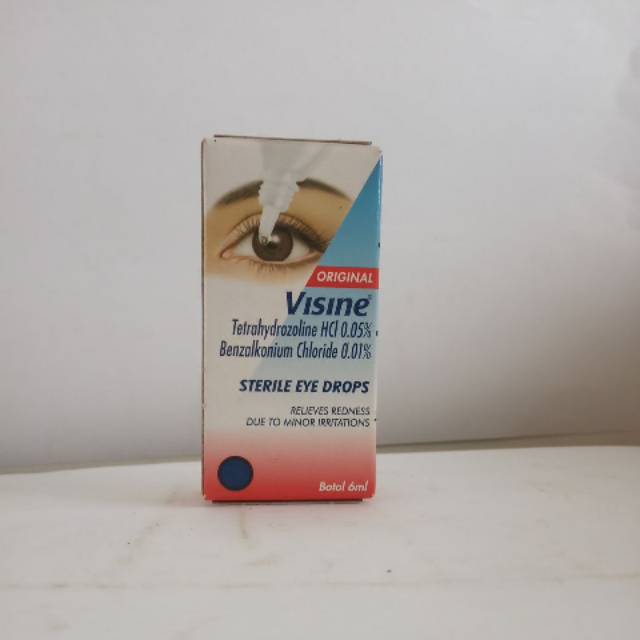 ORIGINAL
Visine®
Tetrahydrozoline HCl 0.05%
Benzalkonium Chloride 0.01%
STERILE EYE DROPS
RELIEVES REDNESS
DUE TO MINOR IRRITATIONS
Botol 6ml